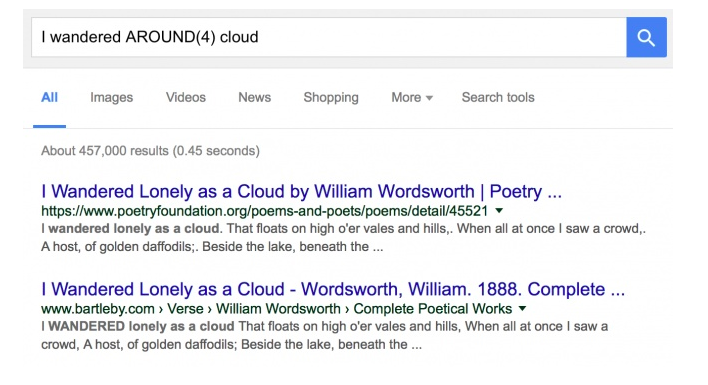 I wandered AROUND(4) cloud
All Images Videos News Shopping More Search tools
About 457,000 results (0.45 seconds)
I Wandered Lonely as a Cloud by William Wordsworth | Poetry ...
https://www.poetryfoundation.org/poems-and-poets/poems/detail/45521
I wandered lonely as a cloud. That floats on high o'er vales and hills,. When all at once I saw a crowd,.
A host, of golden daffodils;. Beside the lake, beneath the ...
I Wandered Lonely as a Cloud - Wordsworth, William. 1888. Complete ...
www.bartleby.com › Verse › William Wordsworth › Complete Poetical Works
I WANDERED lonely as a cloud That floats on high o'er vales and hills, When all at once I saw a
crowd, A host, of golden daffodils; Beside the lake, beneath the ...